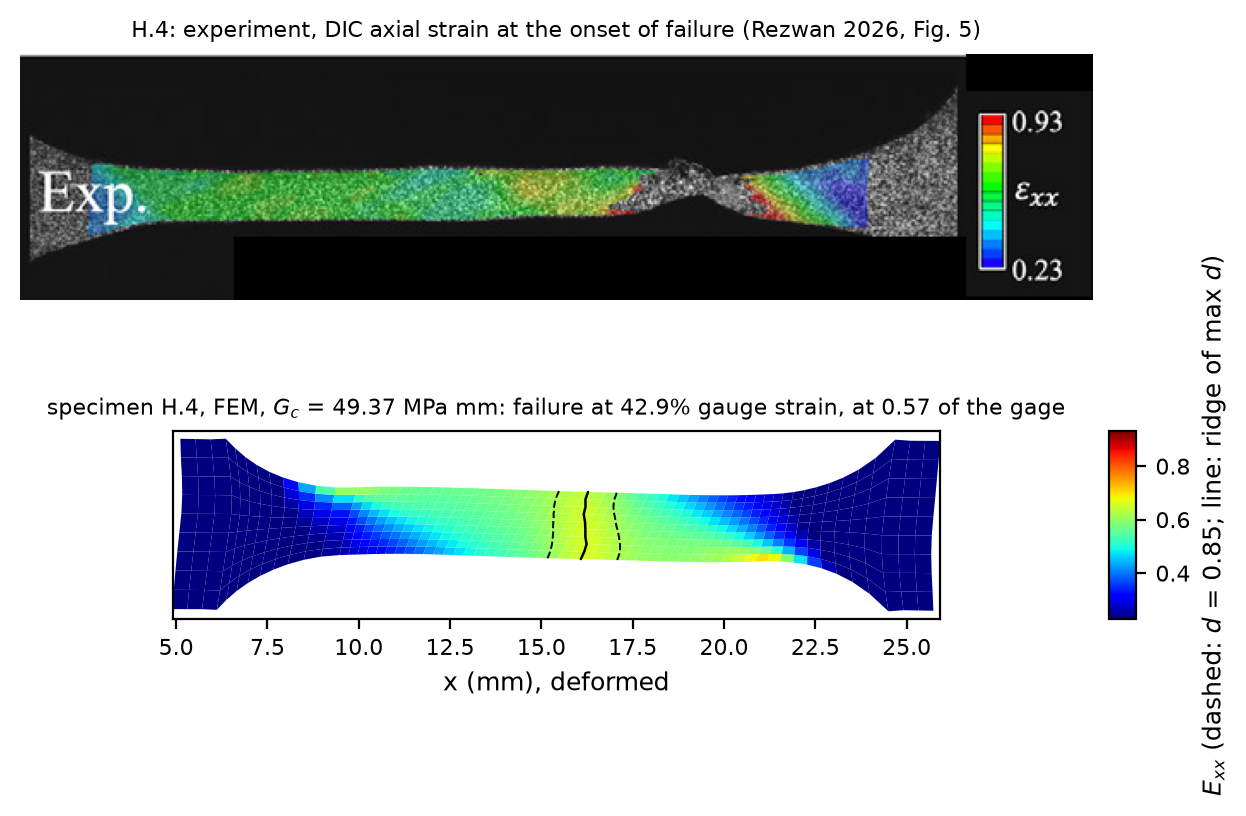 H.4: experiment, DIC axial strain at the onset of failure (Rezwan 2026, Fig. 5)
Exp.
0.93
εxx
0.23
specimen H.4, FEM, Gc = 49.37 MPa mm: failure at 42.9% gauge strain, at 0.57 of the gage
0.8
0.6
0.4
Exx (dashed: d = 0.85; line: ridge of max d)
5.0 7.5 10.0 12.5 15.0 17.5 20.0 22.5 25.0
x (mm), deformed